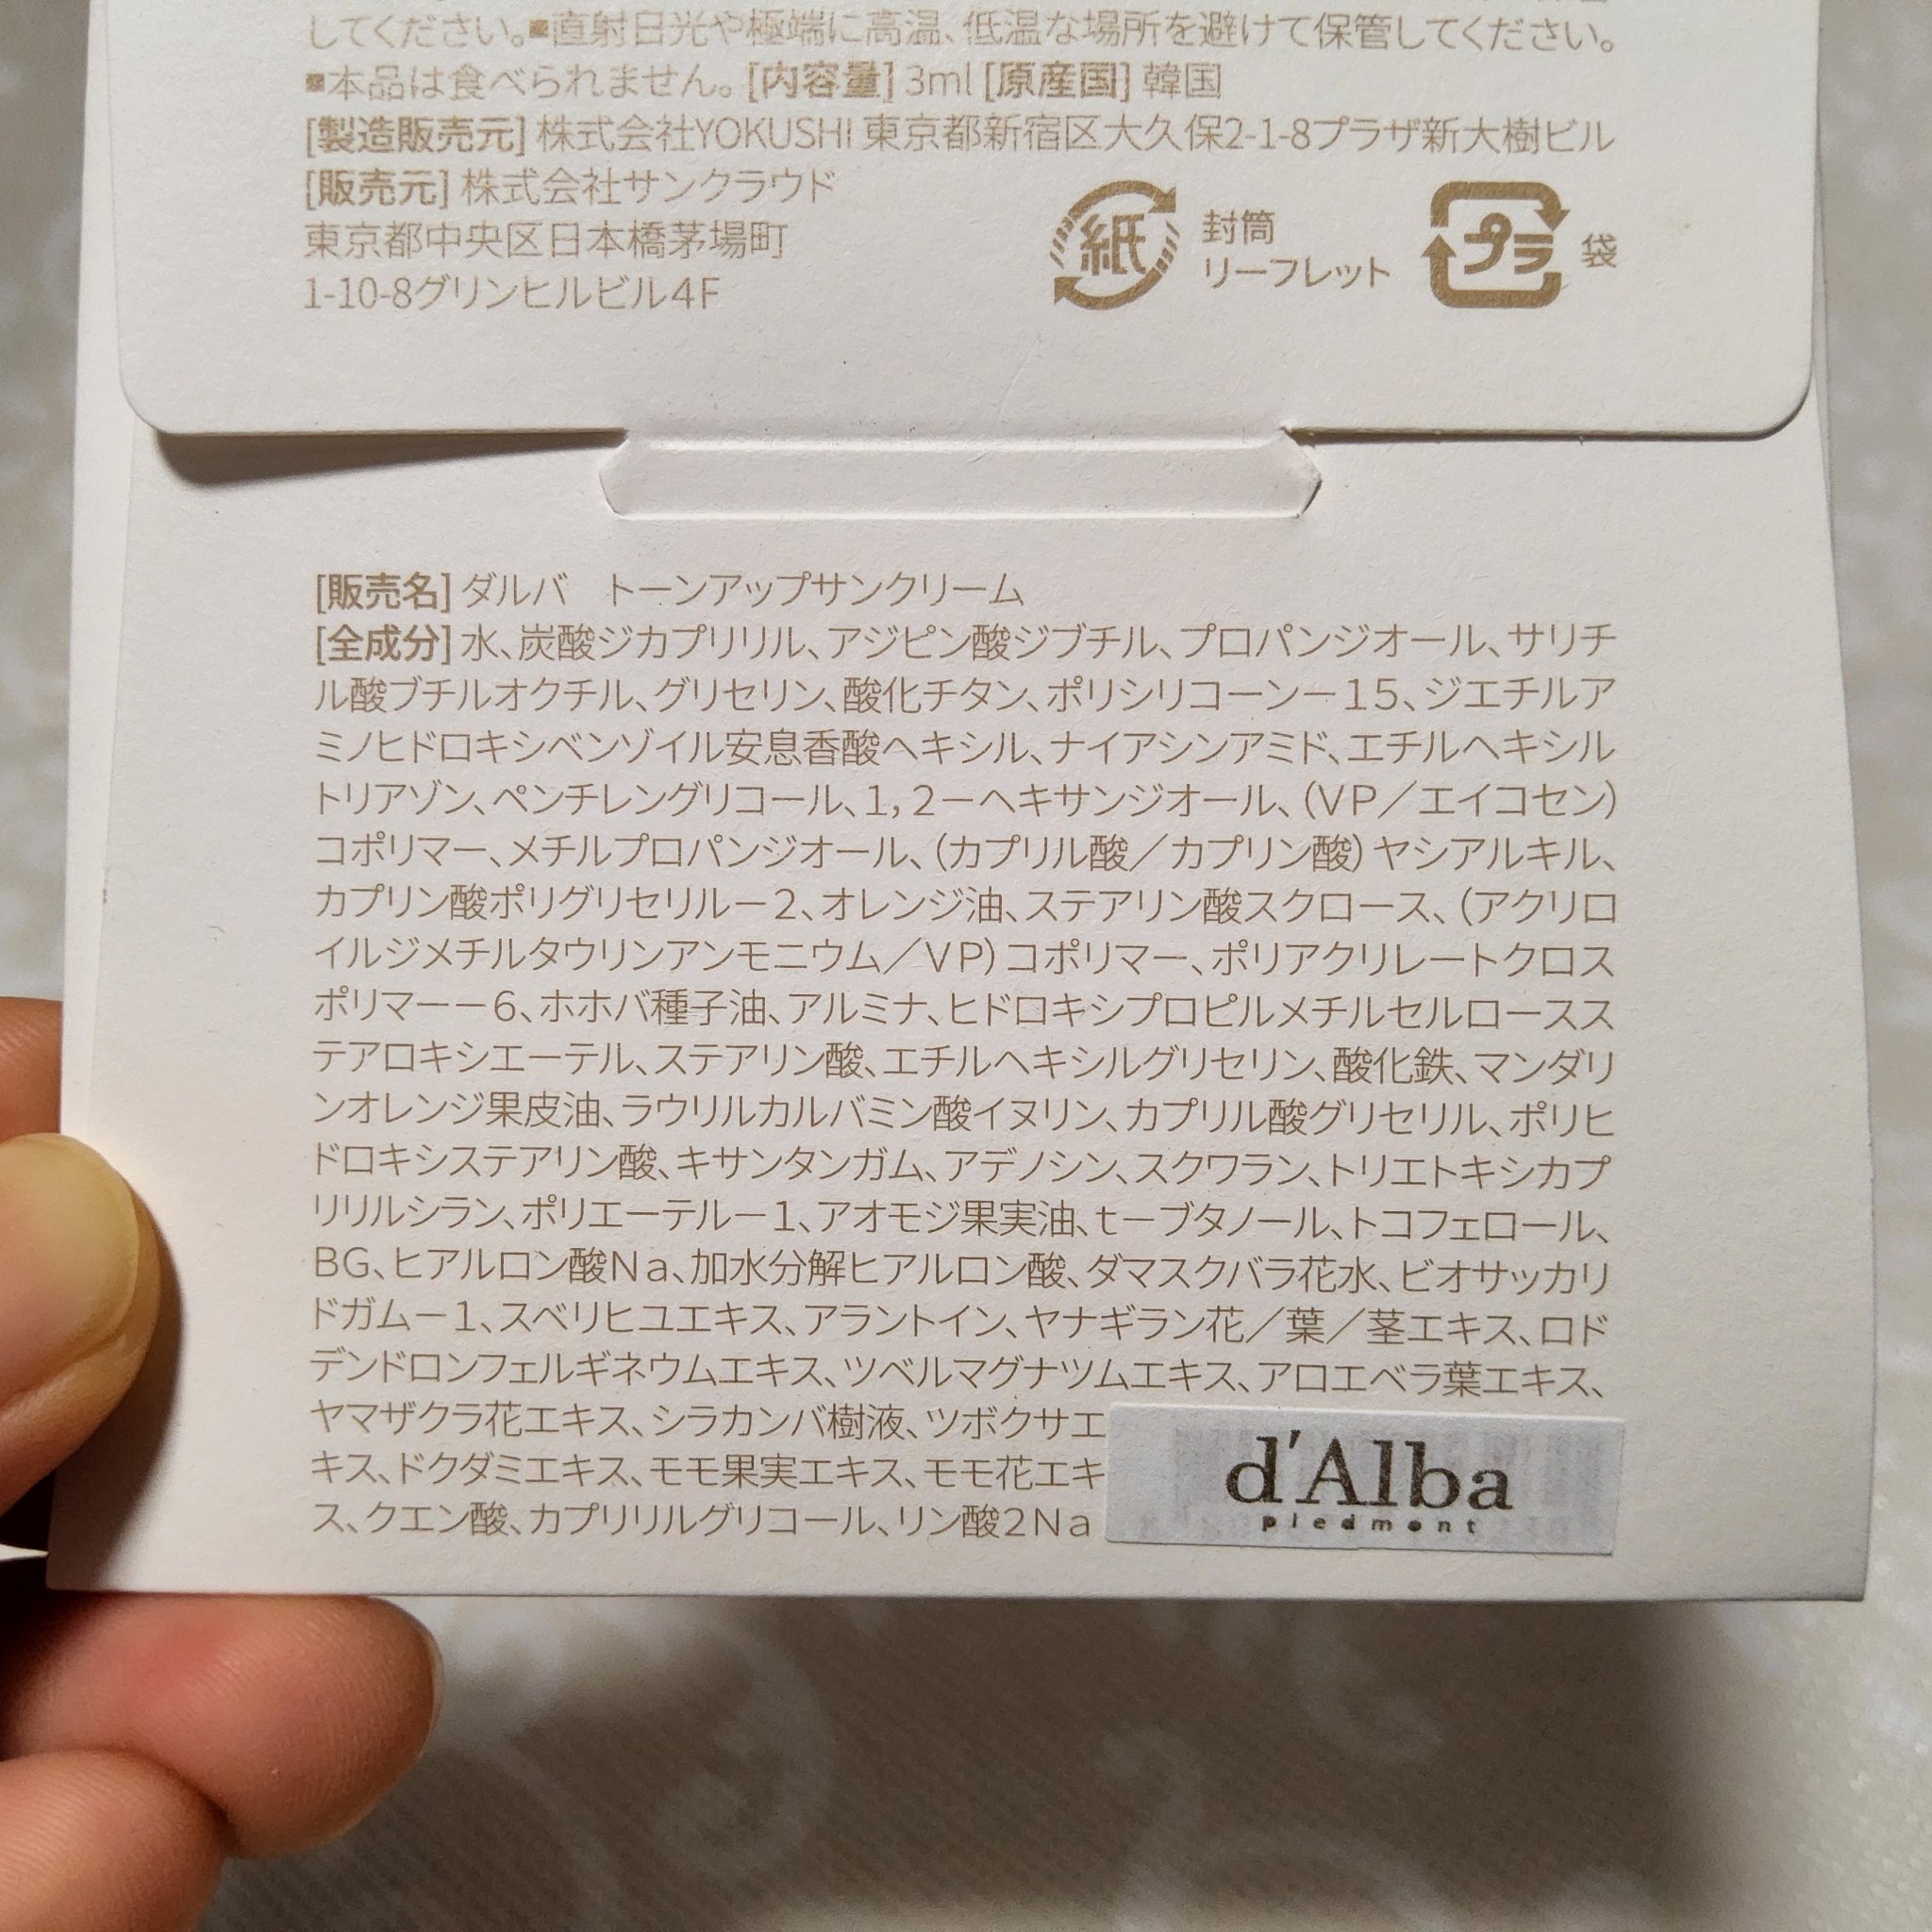 してください。■直射日光や極端に高温、低温な場所を避けて保管してください。
■本品は食べられません。[内容量] 3ml [原産国] 韓国
[製造販売元] 株式会社YOKUSHI 東京都新宿区大久保2-1-8プラザ新大樹ビル
[販売元] 株式会社サンクラウド
東京都中央区日本橋茅場町
1-10-8グリンヒルビル4F
紙
封筒
リーフレット
プラ
袋
[販売名] ダルバ　トーンアップサンクリーム
[全成分] 水、炭酸ジカプリリル、アジピン酸ジブチル、プロパンジオール、サリチ
ル酸ブチルオクチル、グリセリン、酸化チタン、ポリシリコーン－15、ジエチルア
ミノヒドロキシベンゾイル安息香酸ヘキシル、ナイアシンアミド、エチルヘキシル
トリアゾン、ペンチレングリコール、1,2－ヘキサンジオール、(VP／エイコセン)
コポリマー、メチルプロパンジオール、(カプリル酸／カプリン酸)ヤシアルキル、
カプリン酸ポリグリセリル－2、オレンジ油、ステアリン酸スクロース、(アクリロ
イルジメチルタウリンアンモニウム／VP)コポリマー、ポリアクリレートクロス
ポリマー－6、ホホバ種子油、アルミナ、ヒドロキシプロピルメチルセルロースス
テアロキシエーテル、ステアリン酸、エチルヘキシルグリセリン、酸化鉄、マンダリ
ンオレンジ果皮油、ラウリルカルバミン酸イヌリン、カプリル酸グリセリル、ポリヒ
ドロキシステアリン酸、キサンタンガム、アデノシン、スクワラン、トリエトキシカプ
リリルシラン、ポリエーテル－1、アオモジ果実油、t－ブタノール、トコフェロール、
BG、ヒアルロン酸Na、加水分解ヒアルロン酸、ダマスクバラ花水、ビオサッカリ
ドガム－1、スベリヒユエキス、アラントイン、ヤナギラン花／葉／茎エキス、ロド
デンドロンフェルギネウムエキス、ツベルマグナツムエキス、アロエベラ葉エキス、
ヤマザクラ花エキス、シラカンバ樹液、ツボクサエ
キス、ドクダミエキス、モモ果実エキス、モモ花エキ
ス、クエン酸、カプリリルグリコール、リン酸2Na
d'Alba
piedmont